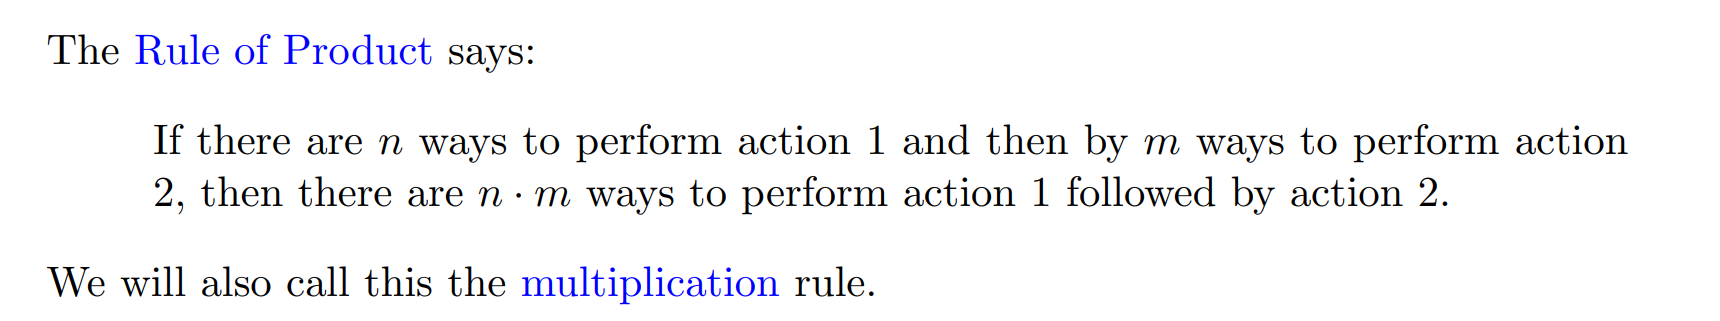 The Rule of Product says:
If there are n ways to perform action 1 and then by m ways to perform action
2, then there are n · m ways to perform action 1 followed by action 2.
We will also call this the multiplication rule.